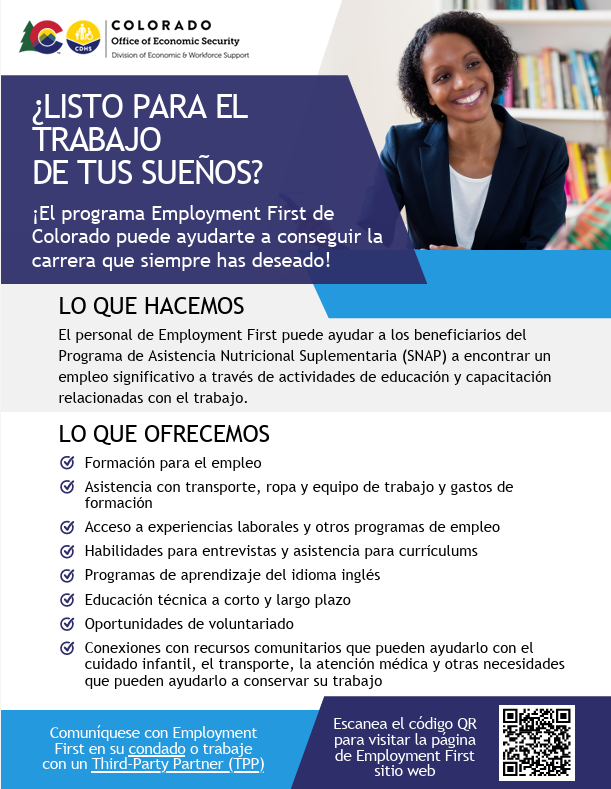 COLORADO
Office of Economic Security
Division of Economic & Workforce Support
CDHS
¿LISTO PARA EL
TRABAJO
DE TUS SUEÑOS?
¡El programa Employment First de
Colorado puede ayudarte a conseguir la
carrera que siempre has deseado!
LO QUE HACEMOS
El personal de Employment First puede ayudar a los beneficiarios del
Programa de Asistencia Nutricional Suplementaria (SNAP) a encontrar un
empleo significativo a través de actividades de educación y capacitación
relacionadas con el trabajo.
LO QUE OFRECEMOS
Formación para el empleo
Asistencia con transporte, ropa y equipo de trabajo y gastos de
formación
Acceso a experiencias laborales y otros programas de empleo
Habilidades para entrevistas y asistencia para currículums
Programas de aprendizaje del idioma inglés
Educación técnica a corto y largo plazo
Oportunidades de voluntariado
Conexiones con recursos comunitarios que pueden ayudarlo con el
cuidado infantil, el transporte, la atención médica y otras necesidades
que pueden ayudarlo a conservar su trabajo
Comuníquese con Employment
First en su condado o trabaje
con un Third-Party Partner (TPP)
Escanea el código QR
para visitar la página
de Employment First
sitio web